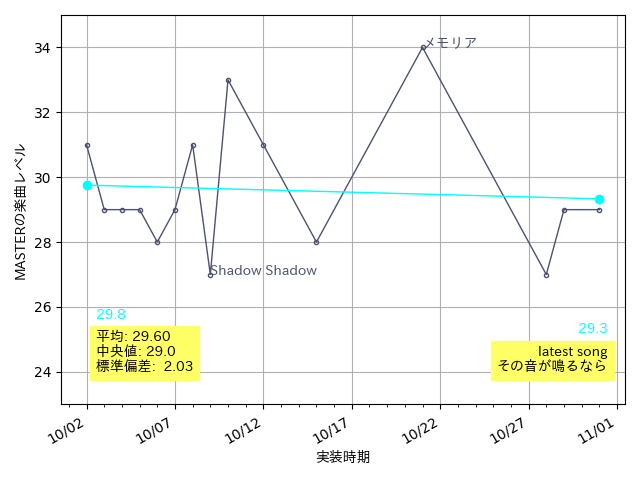 34
メモリア
32
30
28
Shadow Shadow
26
24
MASTERの楽曲レベル
29.8
平均: 29.60
中央値: 29.0
標準偏差: 2.03
29.3
latest song
その音が鳴るなら
10/02
10/07
10/12
10/17
10/22
10/27
11/01
実装時期